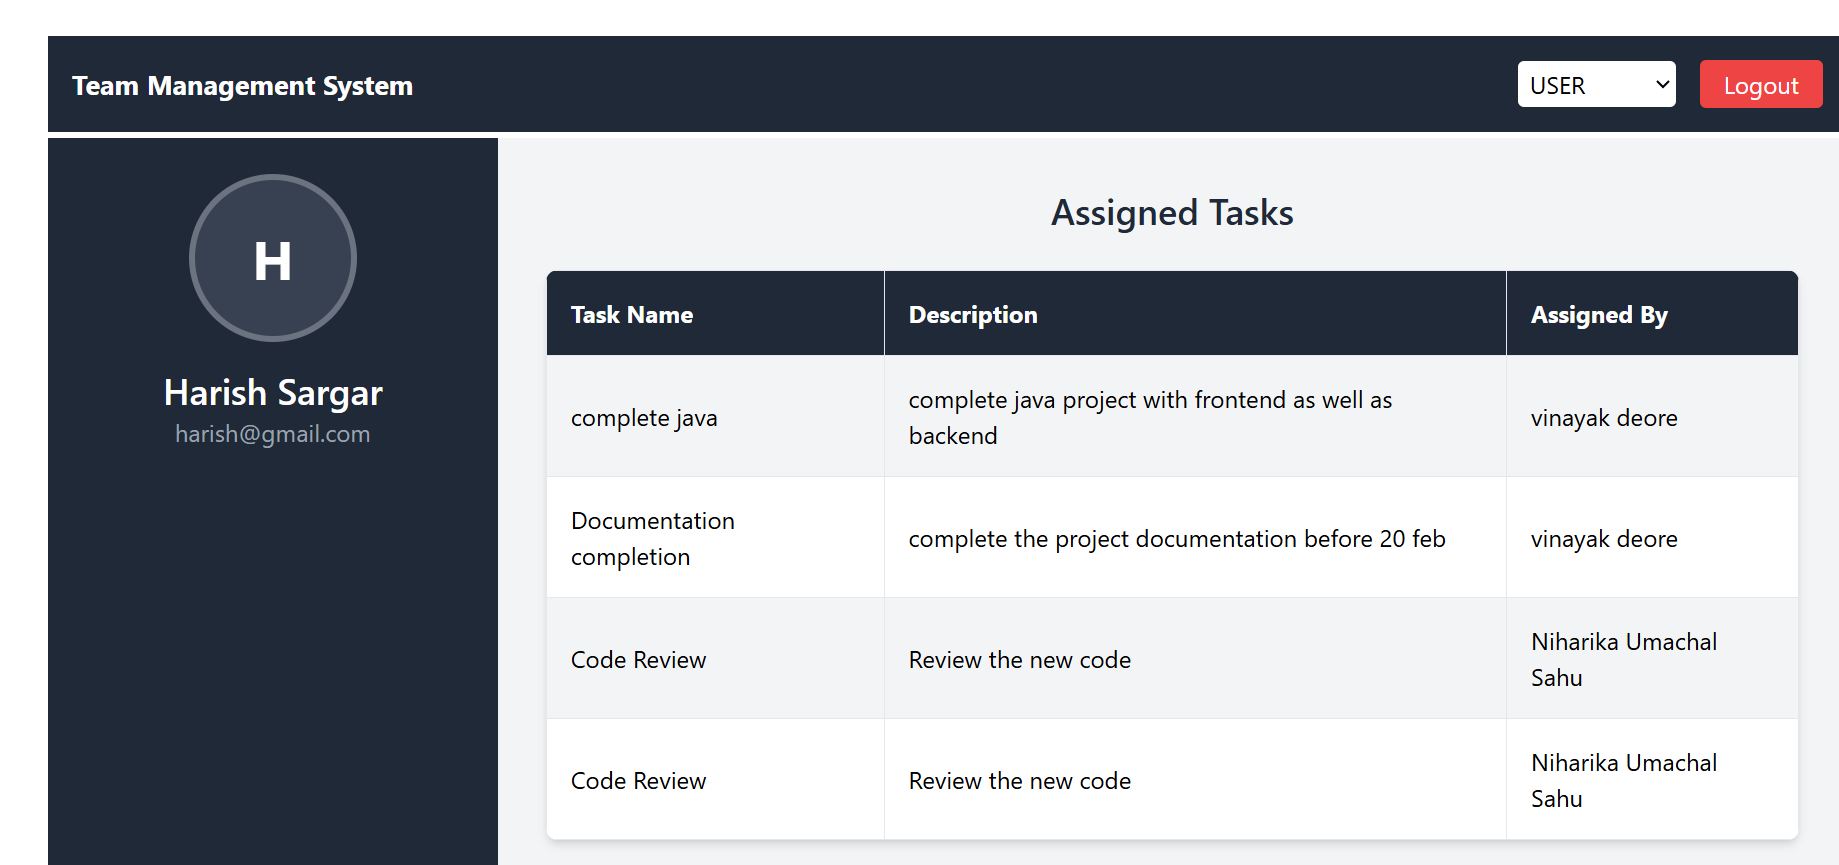 Team Management System
USER
Logout
H
Harish Sargar
harish@gmail.com
Assigned Tasks
Task Name
Description
Assigned By
complete java
complete java project with frontend as well as
backend
vinayak deore
Documentation
completion
complete the project documentation before 20 feb
vinayak deore
Code Review
Review the new code
Niharika Umachal
Sahu
Code Review
Review the new code
Niharika Umachal
Sahu